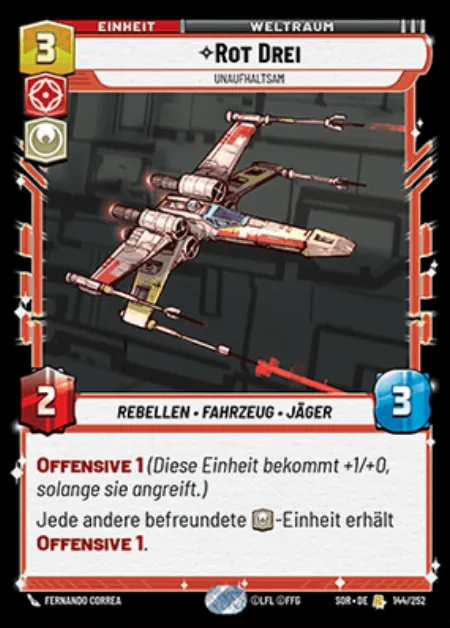 3
EINHEIT
WELTRAUM
ROT DREI
UNAUFHALTSAM
2
REBELLEN • FAHRZEUG • JÄGER
3
OFFENSIVE 1 (Diese Einheit bekommt +1/+0,
solange sie angreift.)
Jede andere befreundete -Einheit erhält
OFFENSIVE 1.
FERNANDO CORREA
©LFL ©FFG
SOR • DE
144/252